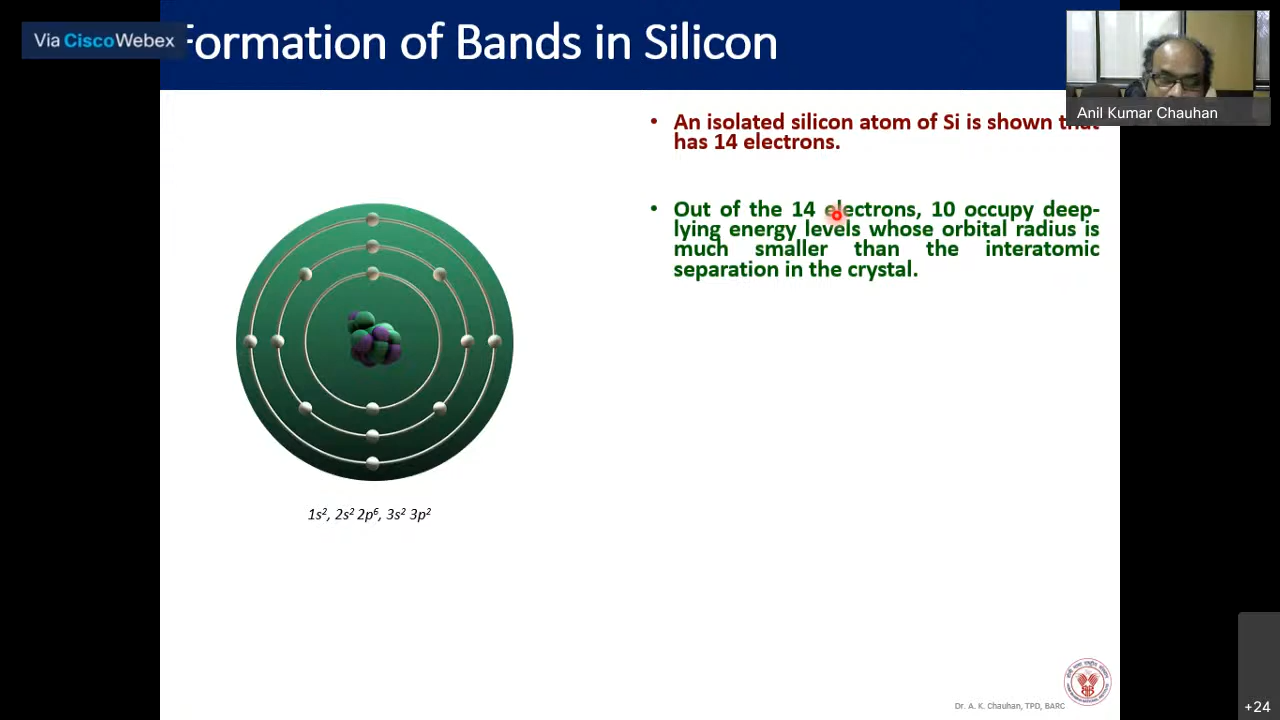 Via CiscoWebex
Formation of Bands in Silicon
Anil Kumar Chauhan
• An isolated silicon atom of Si is shown that
has 14 electrons.
• Out of the 14 electrons, 10 occupy deep-
lying energy levels whose orbital radius is
much smaller than the interatomic
separation in the crystal.
1s², 2s² 2p⁶, 3s² 3p²
Dr. A. K. Chauhan, TPD, BARC
+24